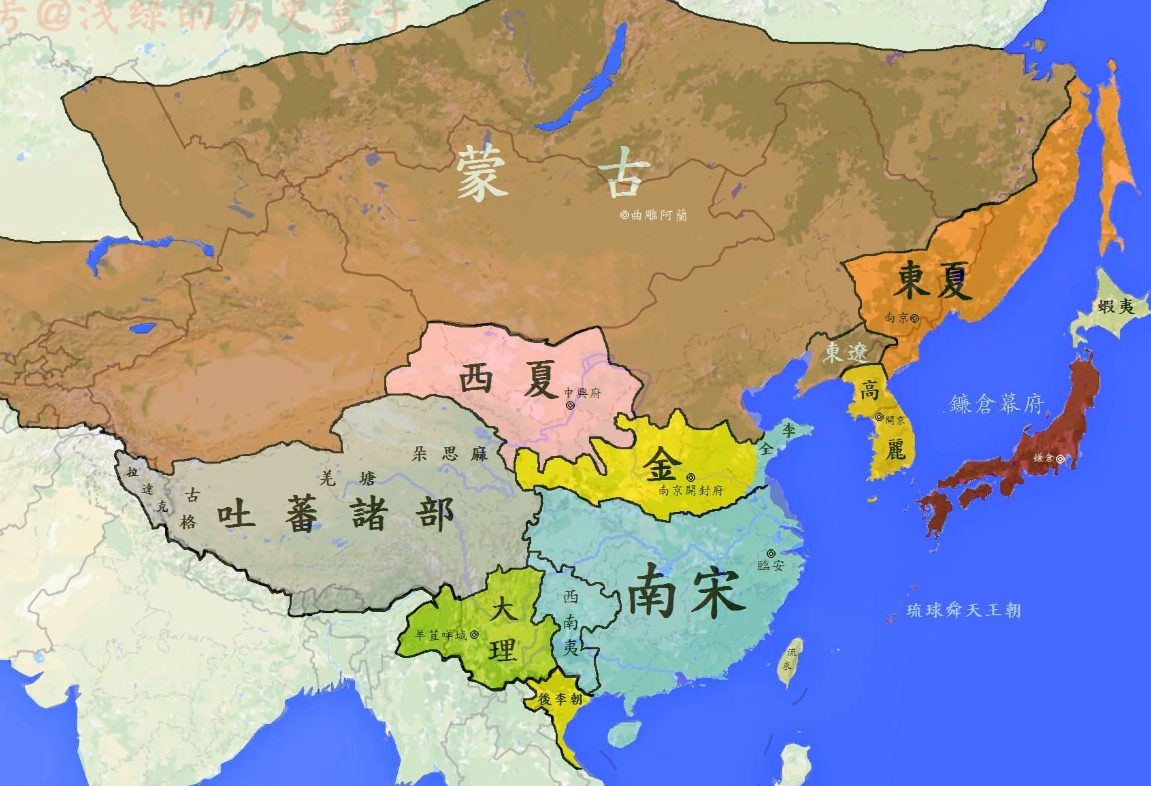 号@浅绿的历史盒子
蒙古
曲雕阿蘭
東夏
南京
蝦夷
東遼
西夏
中興府
高麗
開京
鎌倉幕府
鎌倉
李全
金
南京開封府
朵思麻
羌塘
拉達克
古格
吐蕃諸部
臨安
南宋
西南夷
大理
羊苴咩城
琉球舜天王朝
流求
後李朝